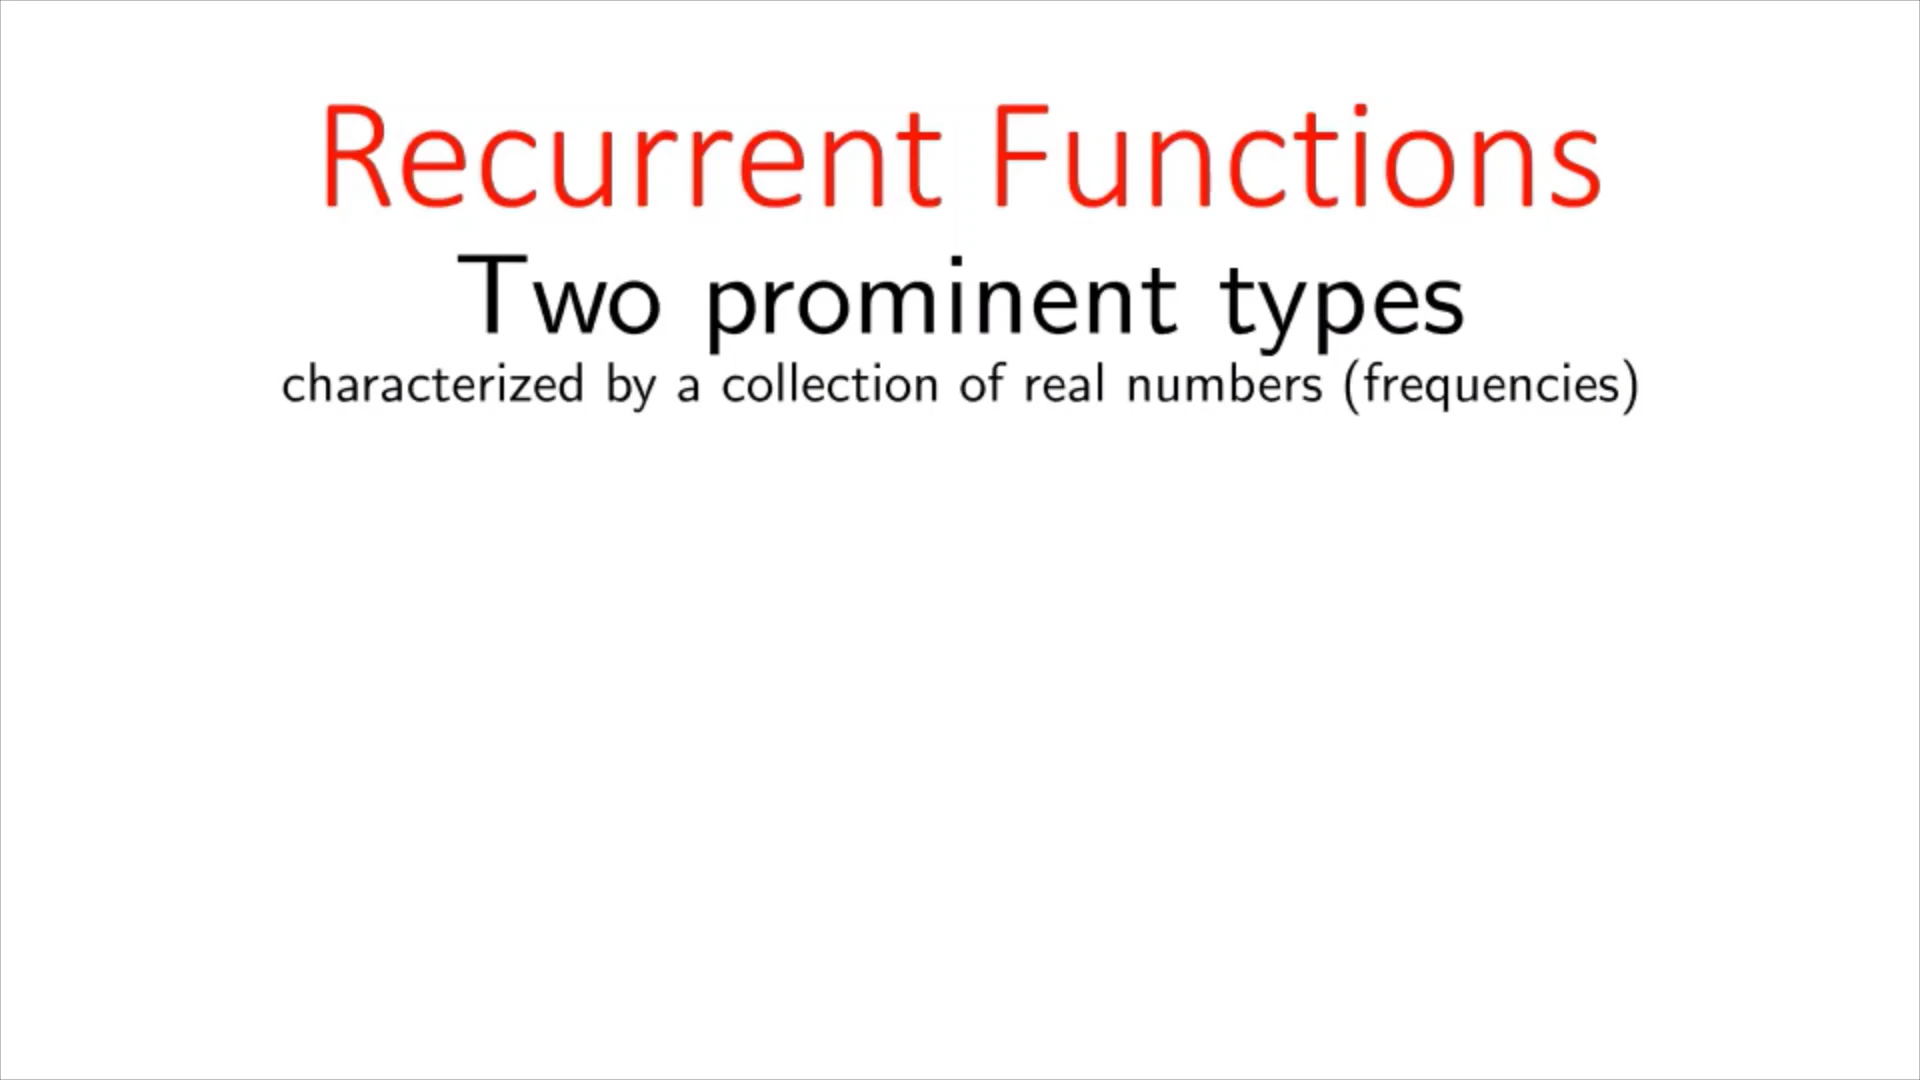 Recurrent Functions
Two prominent types
characterized by a collection of real numbers (frequencies)